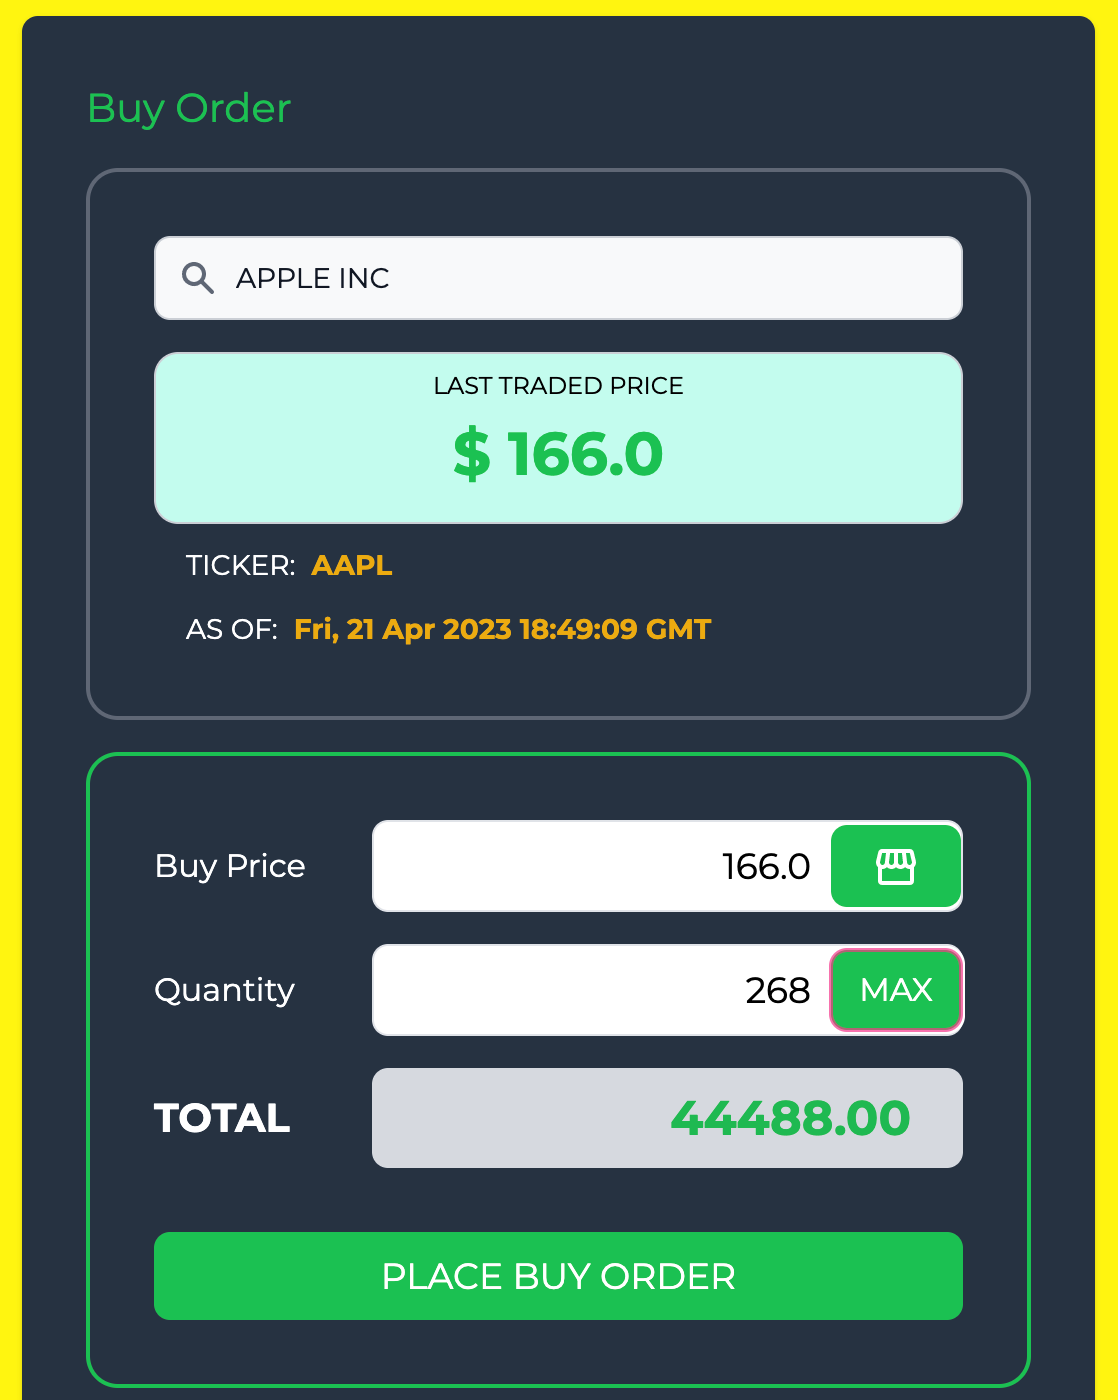 Buy Order
APPLE INC
LAST TRADED PRICE
$ 166.0
TICKER: AAPL
AS OF: Fri, 21 Apr 2023 18:49:09 GMT
Buy Price 166.0
Quantity 268 MAX
TOTAL 44488.00
PLACE BUY ORDER